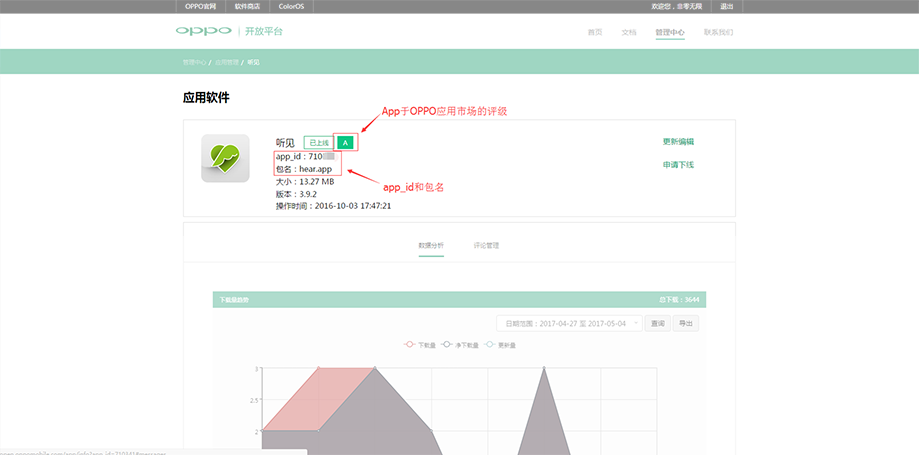 OPPO官网 软件商店 ColorOS 欢迎您，非零无限 退出
oppo 开放平台 首页 文档 管理中心 联系我们
管理中心 / 应用管理 / 听见
应用软件
App于OPPO应用市场的评级
听见 已上线 A 更新编辑
app_id：710
包名：hear.app 申请下线
app_id和包名
大小：13.27 MB
版本：3.9.2
操作时间：2016-10-03 17:47:21
数据分析 评论管理
下载量趋势 总下载：3644
日期范围：2017-04-27 至 2017-05-04 查询 导出
下载量 净下载量 更新量
3
2.5
2